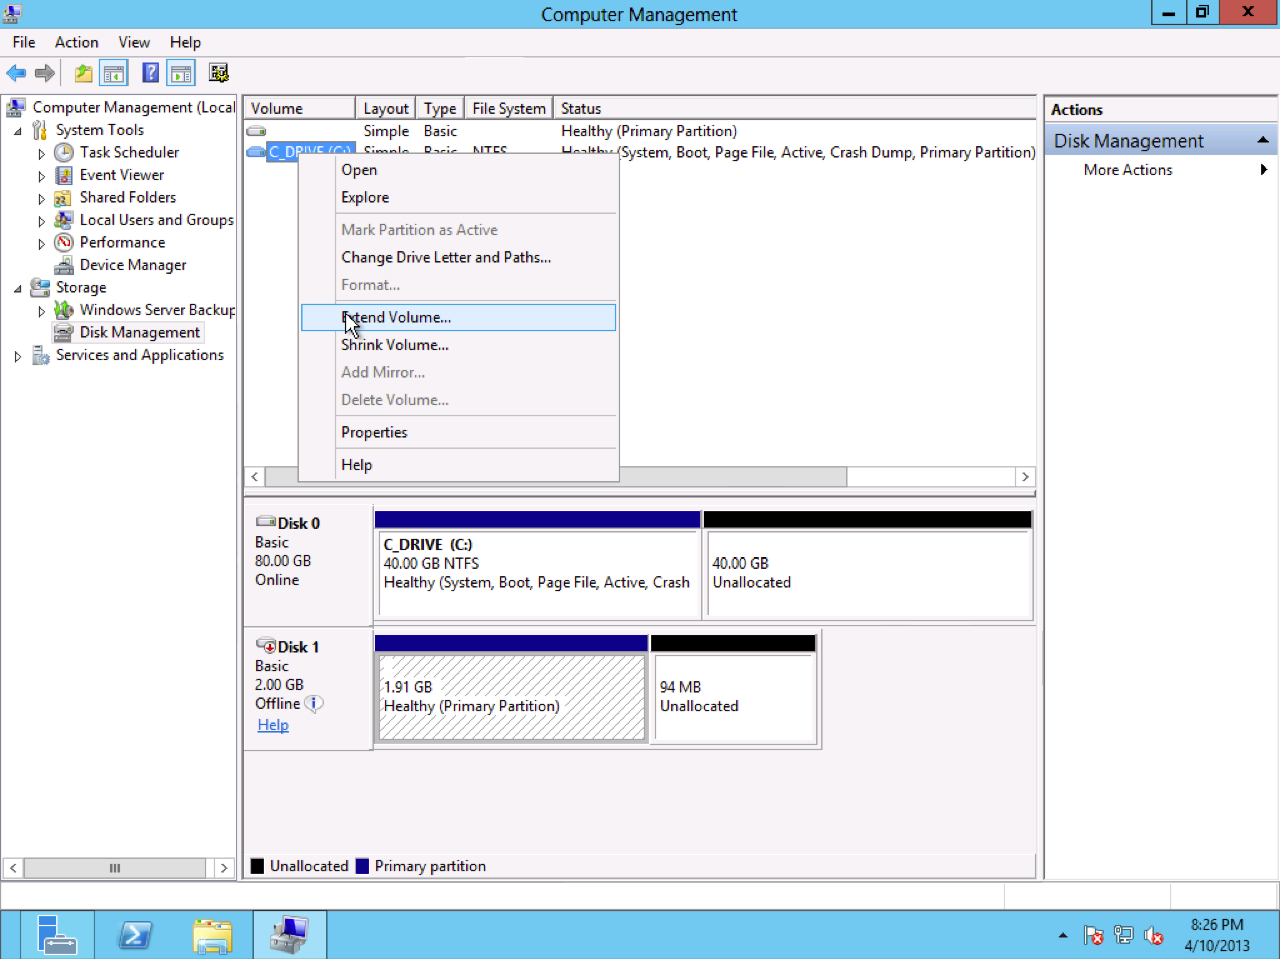 Computer Management
File Action View Help
Computer Management (Local
System Tools
Task Scheduler
Event Viewer
Shared Folders
Local Users and Groups
Performance
Device Manager
Storage
Windows Server Backup
Disk Management
Services and Applications
Volume Layout Type File System Status
Simple Basic Healthy (Primary Partition)
C_DRIVE (C:) Simple Basic NTFS Healthy (System, Boot, Page File, Active, Crash Dump, Primary Partition)
Open
Explore
Mark Partition as Active
Change Drive Letter and Paths...
Format...
Extend Volume...
Shrink Volume...
Add Mirror...
Delete Volume...
Properties
Help
Disk 0
Basic
80.00 GB
Online
C_DRIVE (C:)
40.00 GB NTFS
Healthy (System, Boot, Page File, Active, Crash
40.00 GB
Unallocated
Disk 1
Basic
2.00 GB
Offline
Help
1.91 GB
Healthy (Primary Partition)
94 MB
Unallocated
Unallocated Primary partition
Actions
Disk Management
More Actions
8:26 PM
4/10/2013